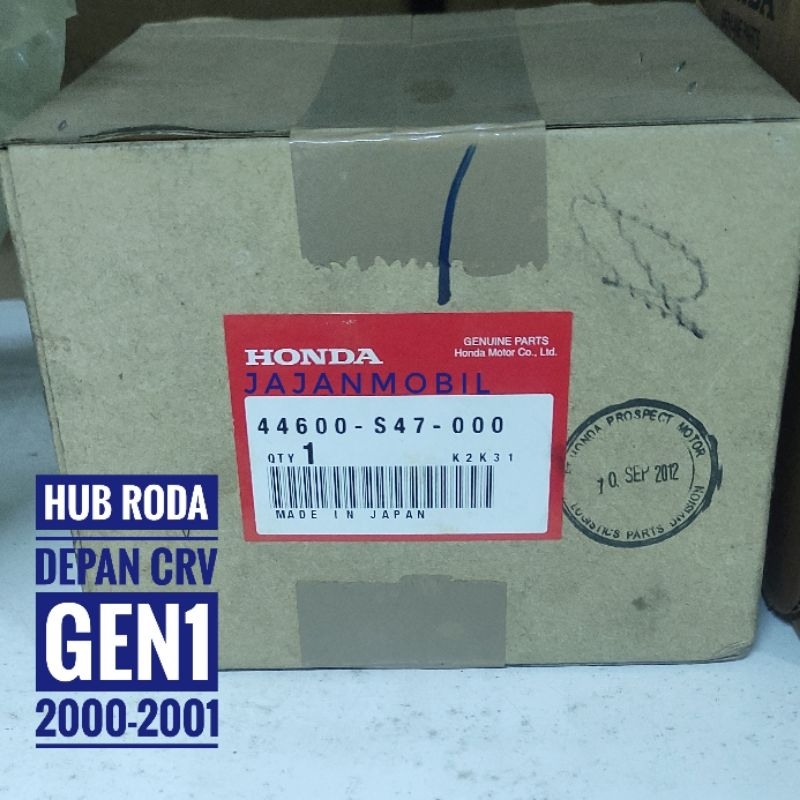 GENUINE PARTS
HONDA
Honda Motor Co., Ltd.
JAJANMOBIL
44600-S47-000
QTY 1
K2K31
MADE IN JAPAN
PT HONDA PROSPECT MOTOR
10. SEP 2012
LOGISTICS PARTS DIVISION
HUB RODA
DEPAN CRV
GEN1
2000-2001